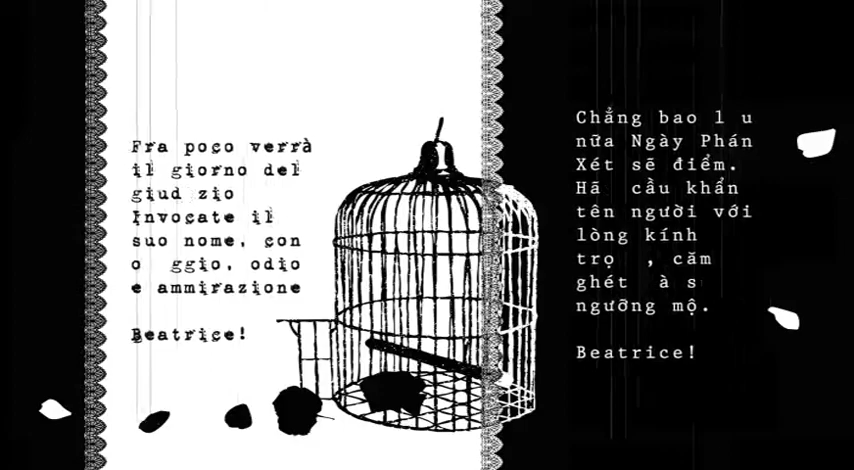 Fra poco verrà
il giorno del
giud zio
Invocate il
suo nome, con
o ggio, odio
e ammirazione
Beatrice!
Chẳng bao l u
nữa Ngày Phán
Xét sẽ điểm.
Hã cầu khẩn
tên người với
lòng kính
trọ , căm
ghét à s
ngưỡng mộ.
Beatrice!